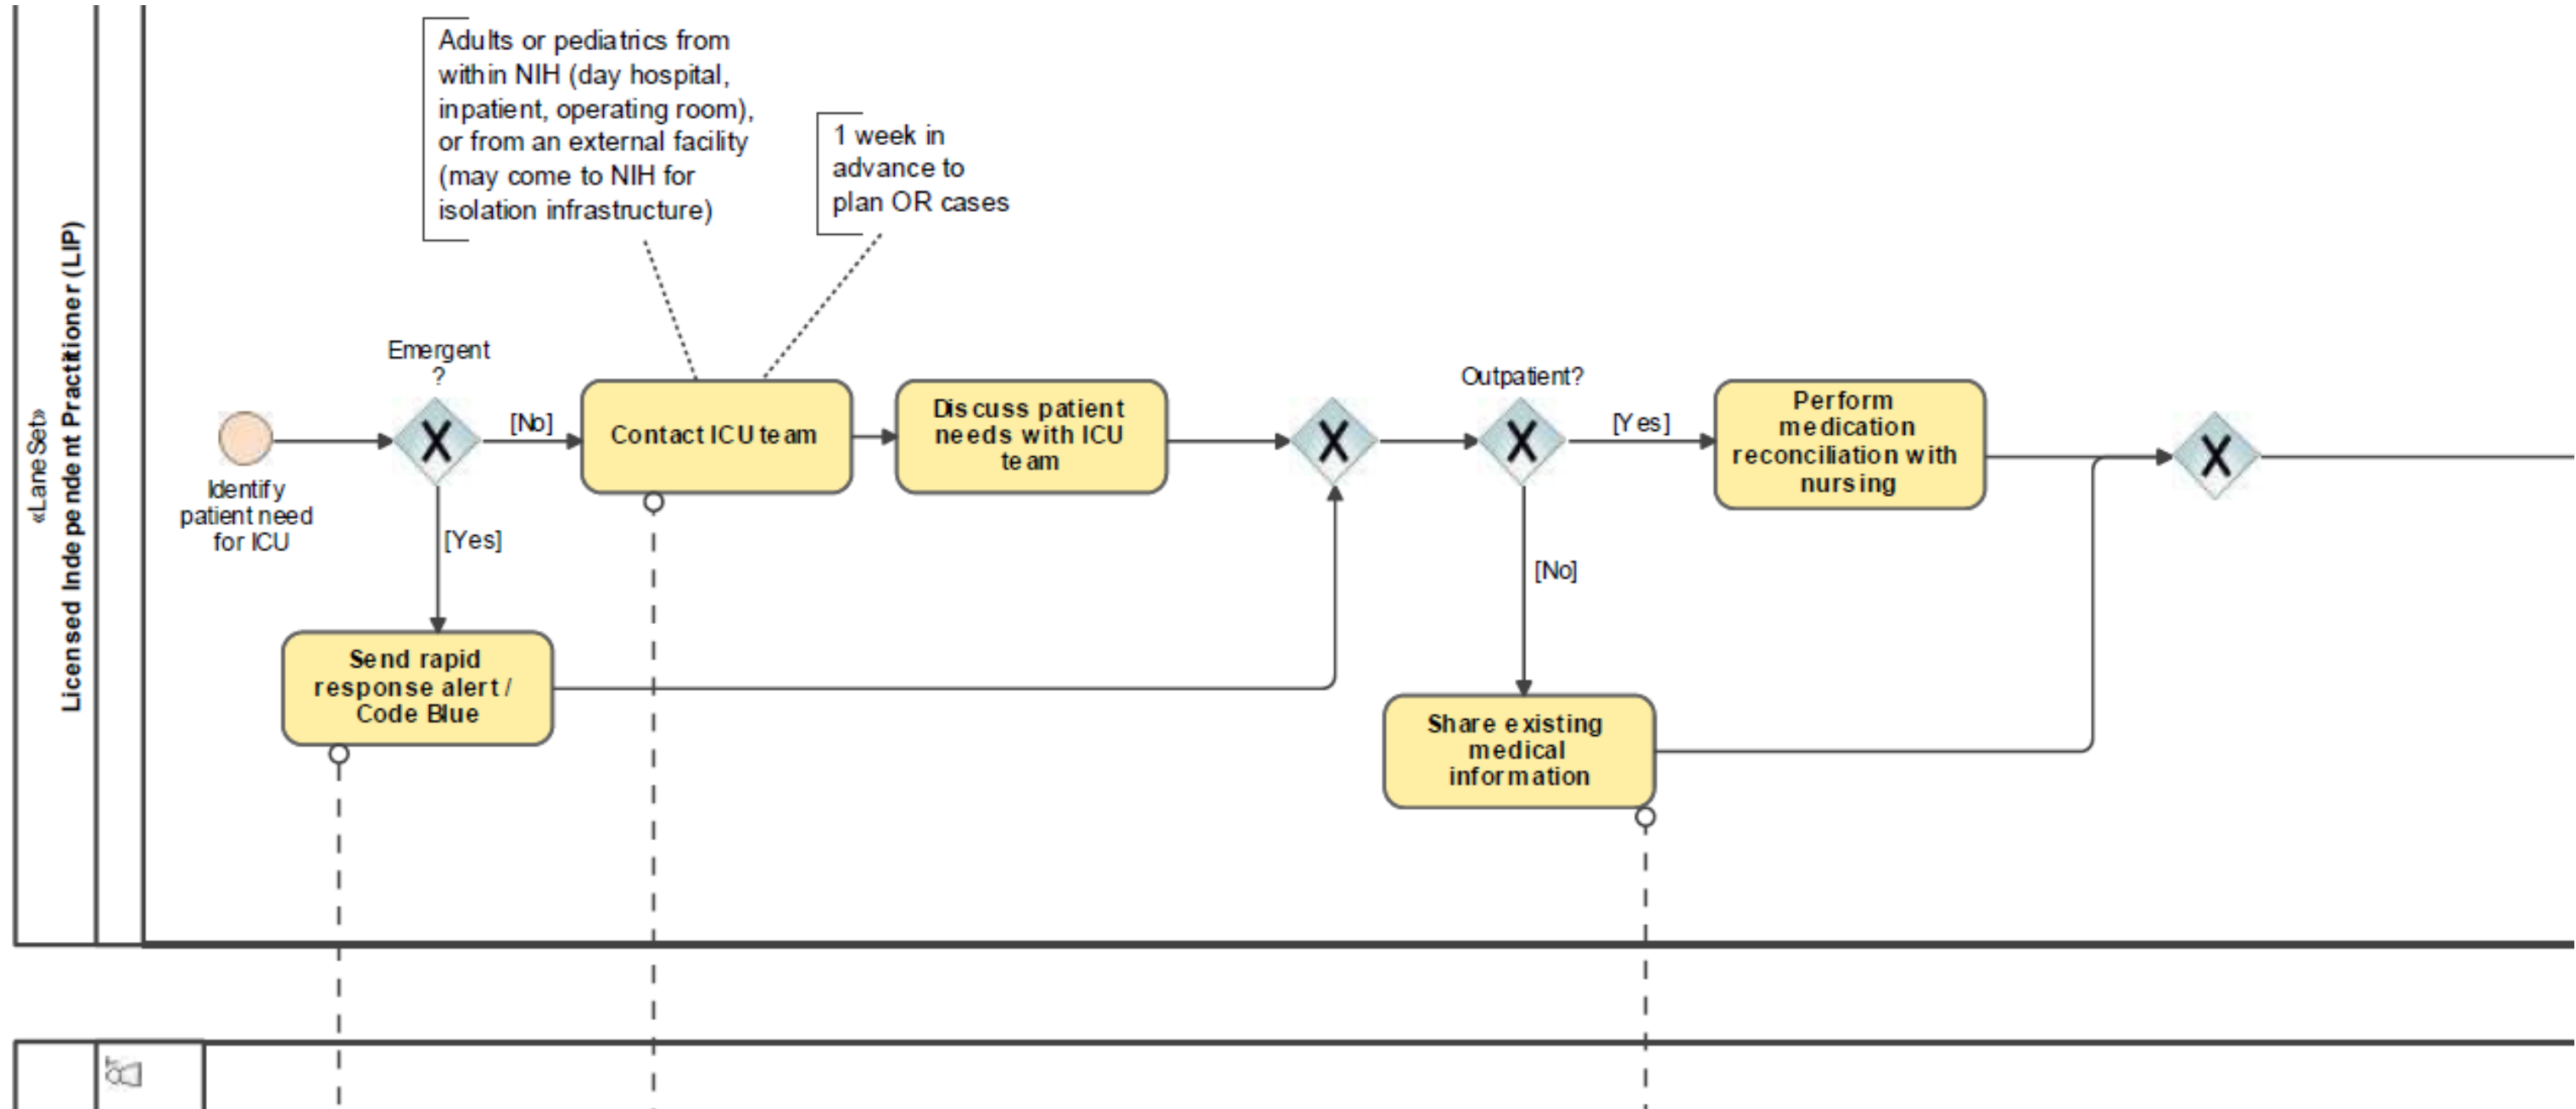 «LaneSet»
Licensed Independent Practitioner (LIP)
Adults or pediatrics from
within NIH (day hospital,
inpatient, operating room),
or from an external facility
(may come to NIH for
isolation infrastructure)
1 week in
advance to
plan OR cases
Identify
patient need
for ICU
Emergent
?
[No]
[Yes]
Contact ICU team
Discuss patient
needs with ICU
team
Send rapid
response alert /
Code Blue
Outpatient?
[Yes]
[No]
Perform
medication
reconciliation with
nursing
Share existing
medical
information